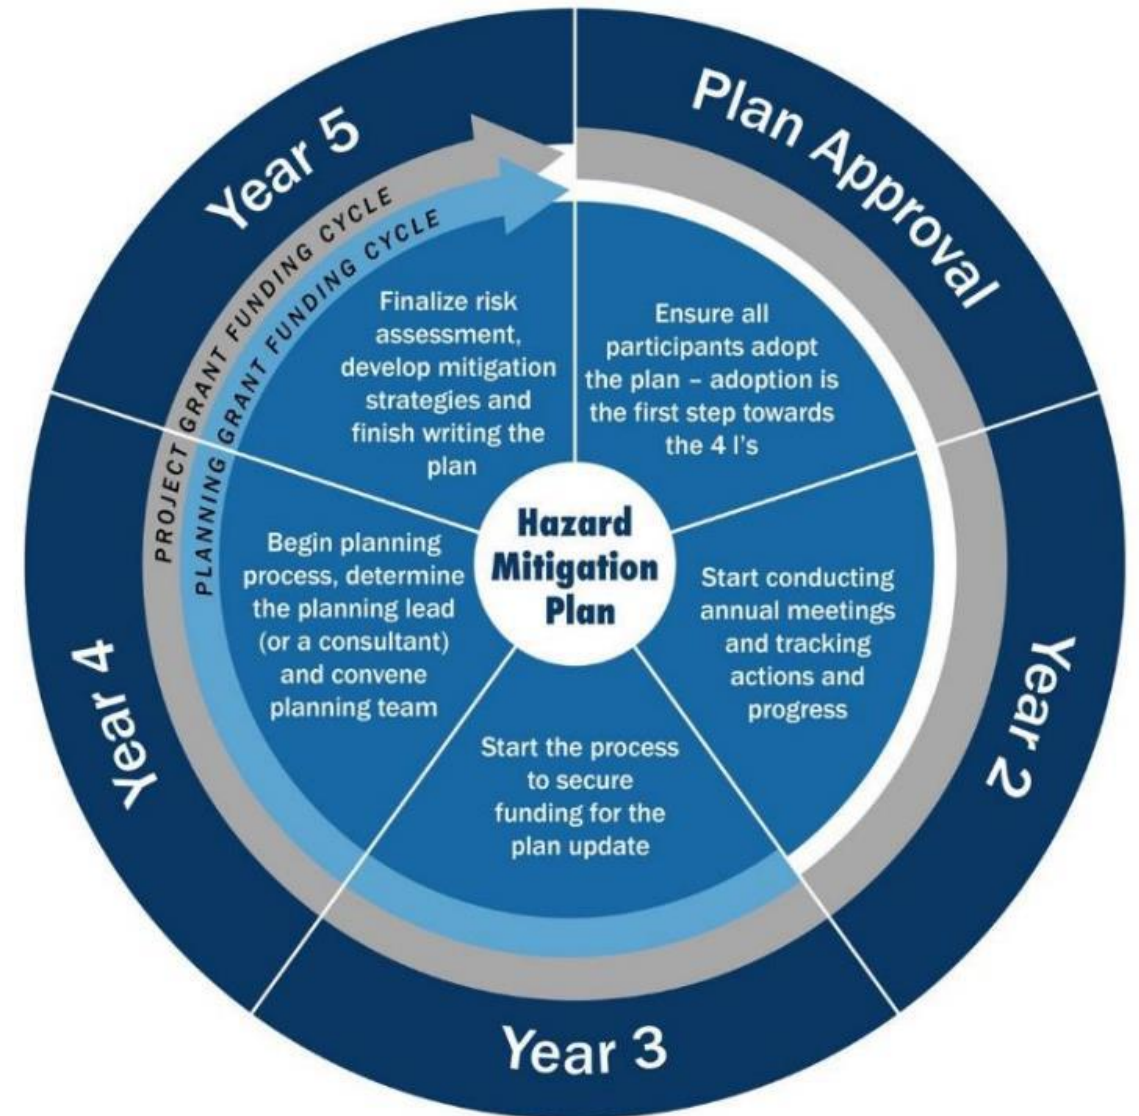 Plan Approval
Ensure all
participants adopt
the plan – adoption is
the first step towards
the 4 I's
Year 2
Start conducting
annual meetings
and tracking
actions and
progress
Year 3
Start the process
to secure
funding for the
plan update
Year 4
Begin planning
process, determine
the planning lead
(or a consultant)
and convene
planning team
Year 5
Finalize risk
assessment,
develop mitigation
strategies and
finish writing the
plan
PROJECT GRANT FUNDING CYCLE
PLANNING GRANT FUNDING CYCLE
Hazard
Mitigation
Plan